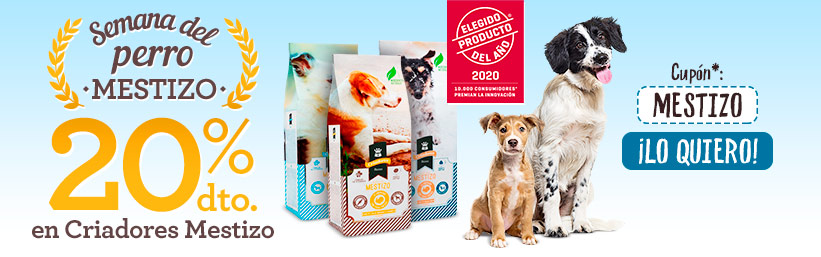 Semana del
perro
·MESTIZO·
20%
dto.
en Criadores Mestizo
MESTIZO
ELEGIDO
PRODUCTO
DEL AÑO
2020
10.000 CONSUMIDORES*
PREMIAN LA INNOVACIÓN
Cupón*:
MESTIZO
¡LO QUIERO!